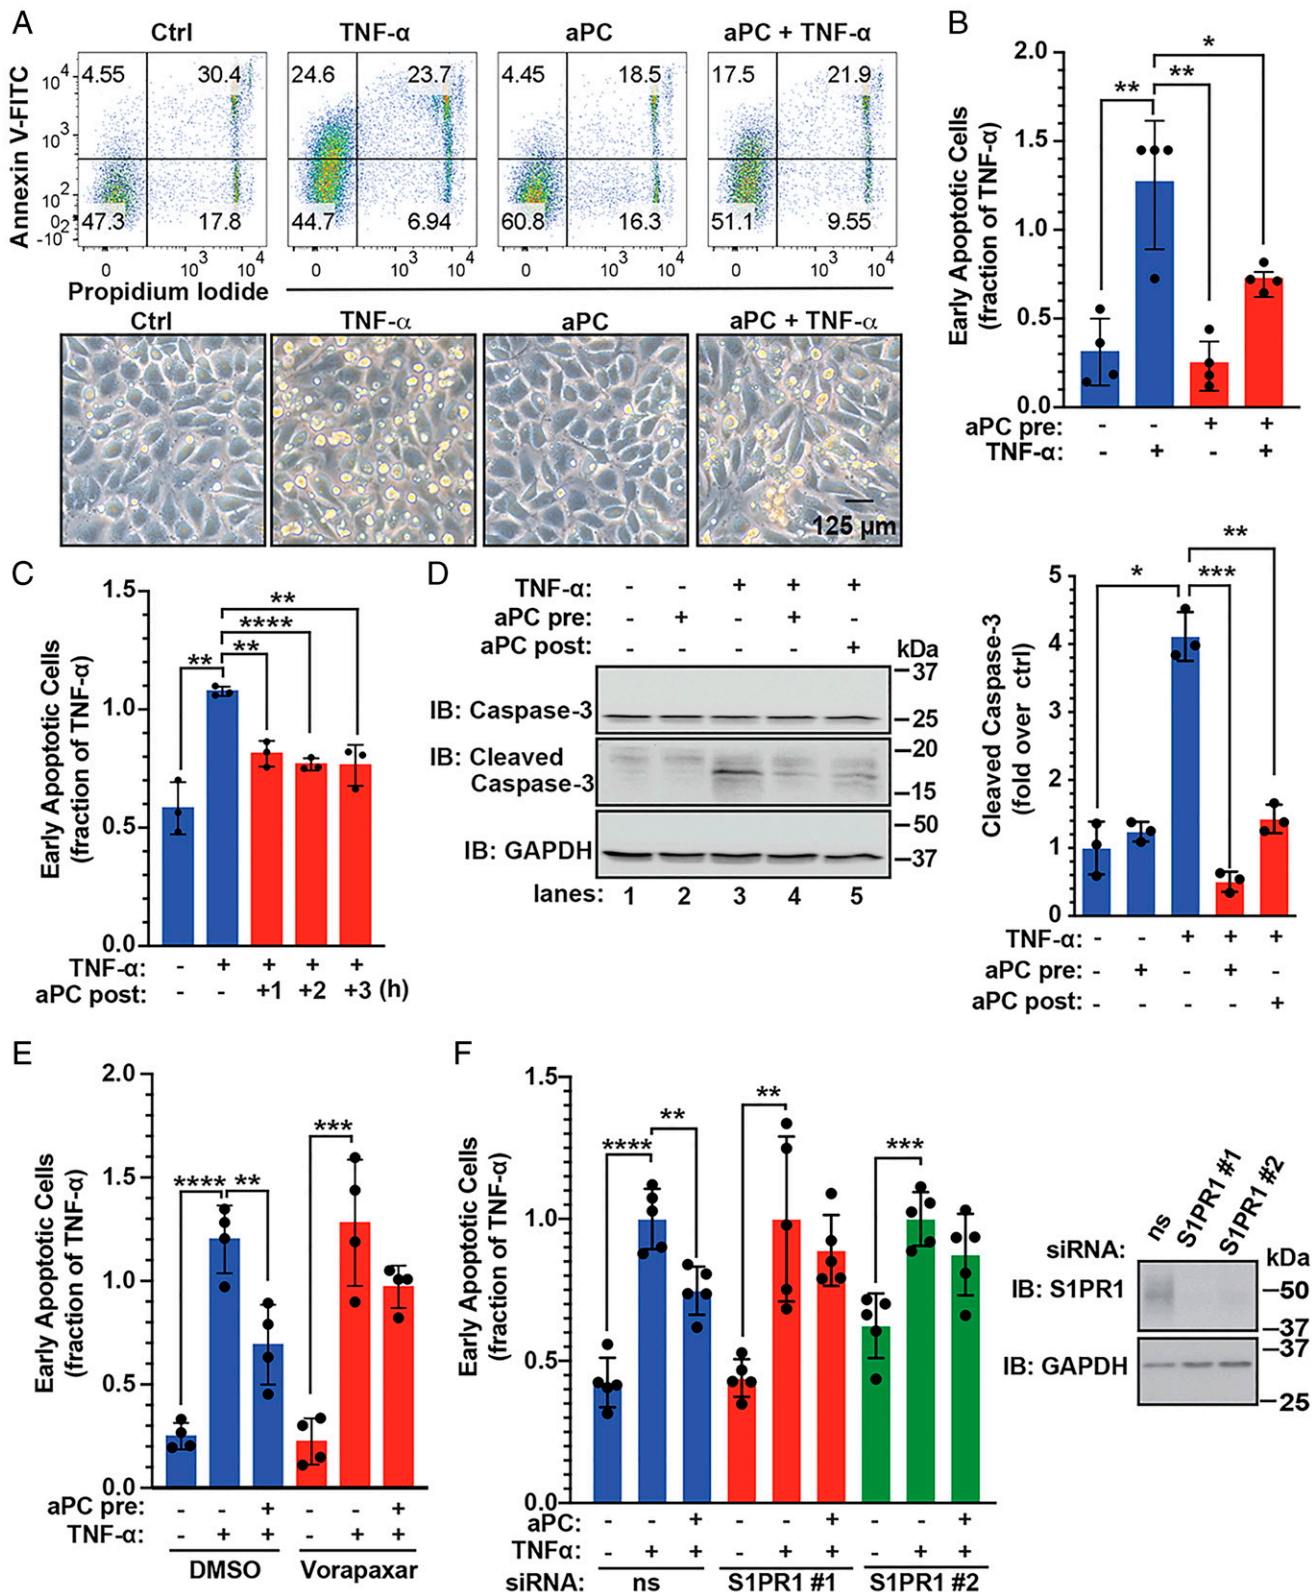 A
Ctrl
TNF-α
aPC
aPC + TNF-α
Annexin V-FITC
10⁴
10³
10²
0
-10²
4.55 30.4
47.3 17.8
24.6 23.7
44.7 6.94
4.45 18.5
60.8 16.3
17.5 21.9
51.1 9.55
0 10³ 10⁴
0 10³ 10⁴
0 10³ 10⁴
0 10³ 10⁴
Propidium Iodide
Ctrl
TNF-α
aPC
aPC + TNF-α
125 µm
B
Early Apoptotic Cells
(fraction of TNF-α)
2.0
1.5
1.0
0.5
0.0
** ** *
aPC pre: - - + +
TNF-α: - + - +
C
Early Apoptotic Cells
(fraction of TNF-α)
1.5
1.0
0.5
0.0
**
****
** **
TNF-α: - + + + +
aPC post: - - +1 +2 +3 (h)
D
TNF-α: - - + + +
aPC pre: - + - + -
aPC post: - - - - +
kDa
IB: Caspase-3
37
25
IB: Cleaved
Caspase-3
20
15
IB: GAPDH
50
37
lanes: 1 2 3 4 5
Cleaved Caspase-3
(fold over ctrl)
5
4
3
2
1
0
**
* ***
TNF-α: - - + + +
aPC pre: - + - + -
aPC post: - - - - +
E
Early Apoptotic Cells
(fraction of TNF-α)
2.0
1.5
1.0
0.5
0.0
**** ** ***
aPC pre: - - + - - +
TNF-α: - + + - + +
DMSO Vorapaxar
F
Early Apoptotic Cells
(fraction of TNF-α)
1.5
1.0
0.5
0.0
**** ** ** ***
aPC: - - + - - + - - +
TNFα: - + + - + + - + +
siRNA: ns S1PR1 #1 S1PR1 #2
siRNA: ns S1PR1 #1 S1PR1 #2
kDa
IB: S1PR1
50
37
IB: GAPDH
37
25